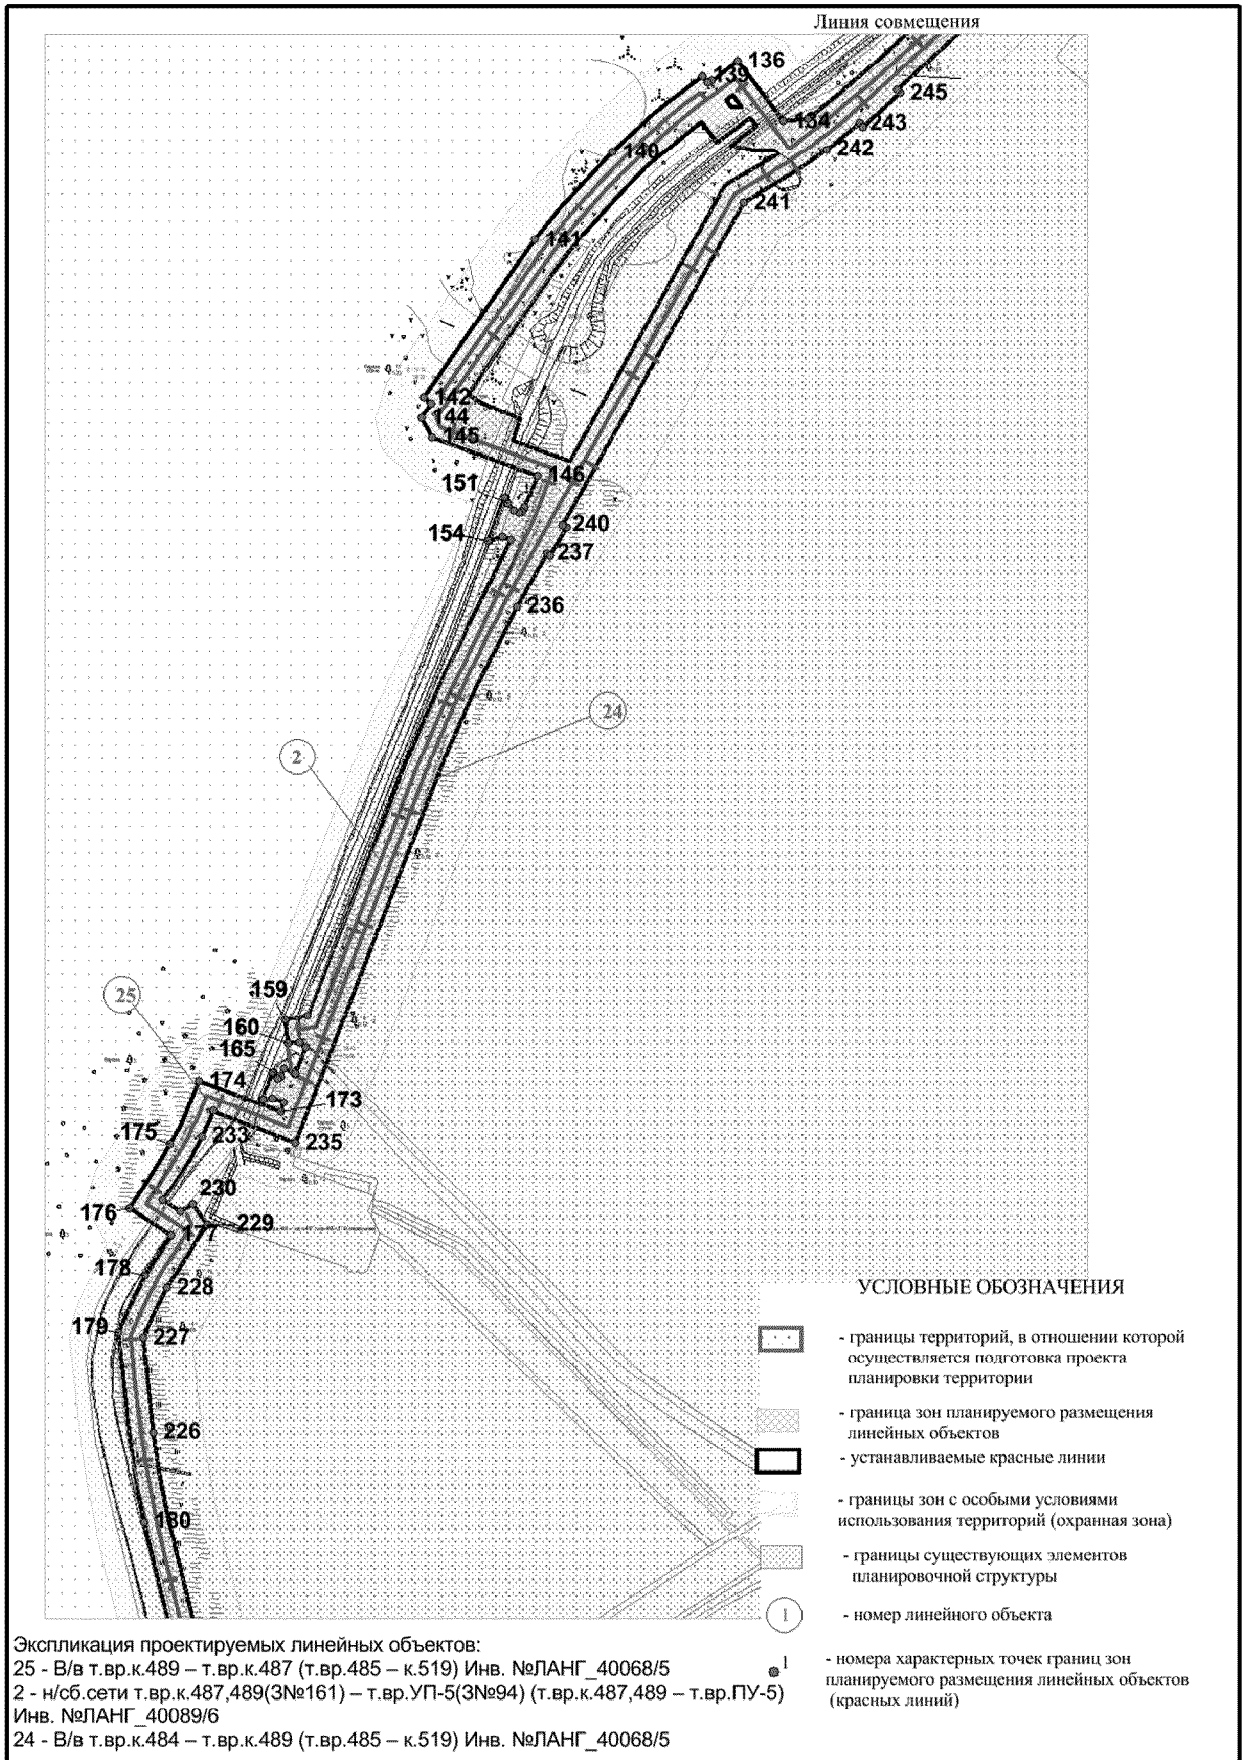 Линия совмещения
136
139
245
134
243
140
242
241
141
142
144
145
146
151
240
154
237
236
24
2
159
25
160
165
174
173
175
233
235
230
176
229
177
178
228
179
227
226
180
УСЛОВНЫЕ ОБОЗНАЧЕНИЯ
- границы территорий, в отношении которой
осуществляется подготовка проекта
планировки территории
- граница зон планируемого размещения
линейных объектов
- устанавливаемые красные линии
- границы зон с особыми условиями
использования территорий (охранная зона)
- границы существующих элементов
планировочной структуры
1
- номер линейного объекта
1
- номера характерных точек границ зон
планируемого размещения линейных объектов
(красных линий)
Экспликация проектируемых линейных объектов:
25 - В/в т.вр.к.489 – т.вр.к.487 (т.вр.485 – к.519) Инв. №ЛАНГ_40068/5
2 - н/сб.сети т.вр.к.487,489(З№161) – т.вр.УП-5(З№94) (т.вр.к.487,489 – т.вр.ПУ-5)
Инв. №ЛАНГ_40089/6
24 - В/в т.вр.к.484 – т.вр.к.489 (т.вр.485 – к.519) Инв. №ЛАНГ_40068/5